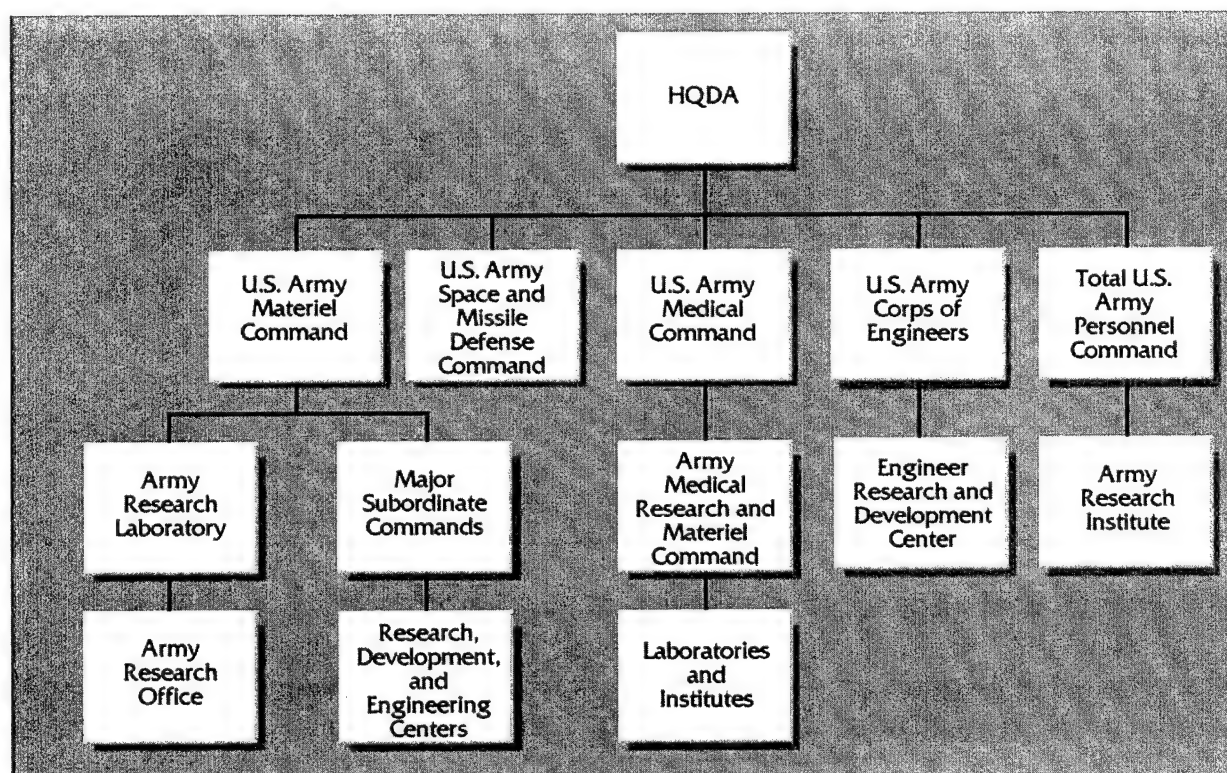 HQDA
U.S. Army
Materiel
Command
U.S. Army
Space and
Missile
Defense
Command
U.S. Army
Medical
Command
U.S. Army
Corps of
Engineers
Total U.S.
Army
Personnel
Command
Army
Research
Laboratory
Major
Subordinate
Commands
Army
Medical
Research and
Materiel
Command
Engineer
Research and
Development
Center
Army
Research
Institute
Army
Research
Office
Research,
Development,
and
Engineering
Centers
Laboratories
and
Institutes